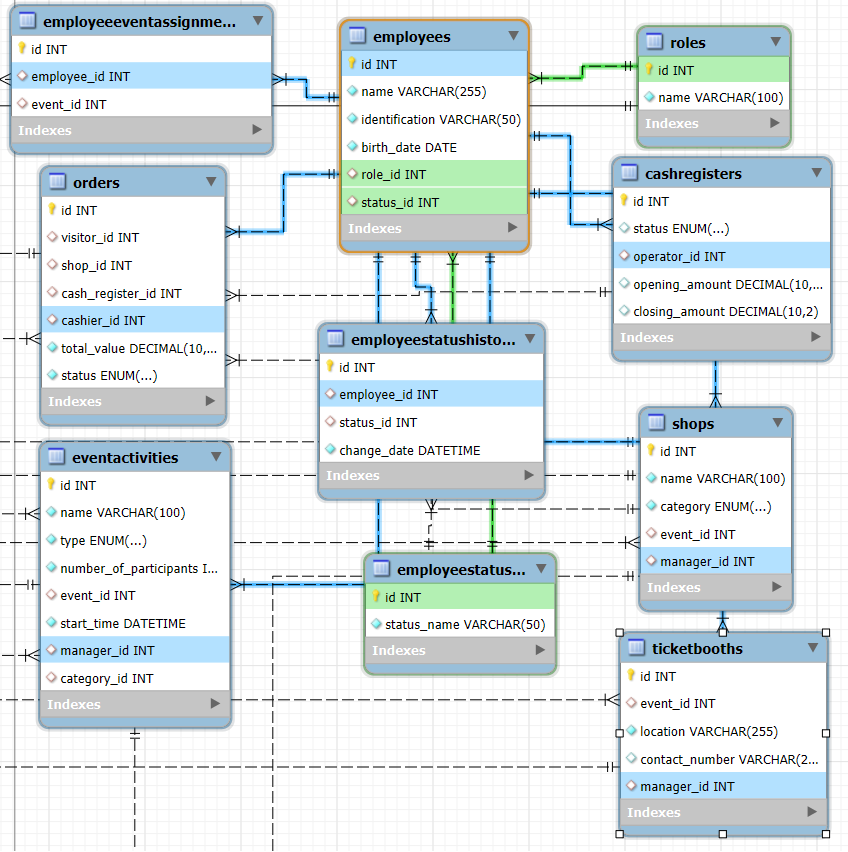 employeeeventassignme...
id INT
employee_id INT
event_id INT
Indexes
employees
id INT
name VARCHAR(255)
identification VARCHAR(50)
birth_date DATE
role_id INT
status_id INT
Indexes
roles
id INT
name VARCHAR(100)
Indexes
orders
id INT
visitor_id INT
shop_id INT
cash_register_id INT
cashier_id INT
total_value DECIMAL(10,...
status ENUM(...)
Indexes
cashregisters
id INT
status ENUM(...)
operator_id INT
opening_amount DECIMAL(10,...
closing_amount DECIMAL(10,2)
Indexes
employeestatushisto...
id INT
employee_id INT
status_id INT
change_date DATETIME
Indexes
shops
id INT
name VARCHAR(100)
category ENUM(...)
event_id INT
manager_id INT
Indexes
eventactivities
id INT
name VARCHAR(100)
type ENUM(...)
number_of_participants I...
event_id INT
start_time DATETIME
manager_id INT
category_id INT
Indexes
employeestatus...
id INT
status_name VARCHAR(50)
Indexes
ticketbooths
id INT
event_id INT
location VARCHAR(255)
contact_number VARCHAR(2...
manager_id INT
Indexes